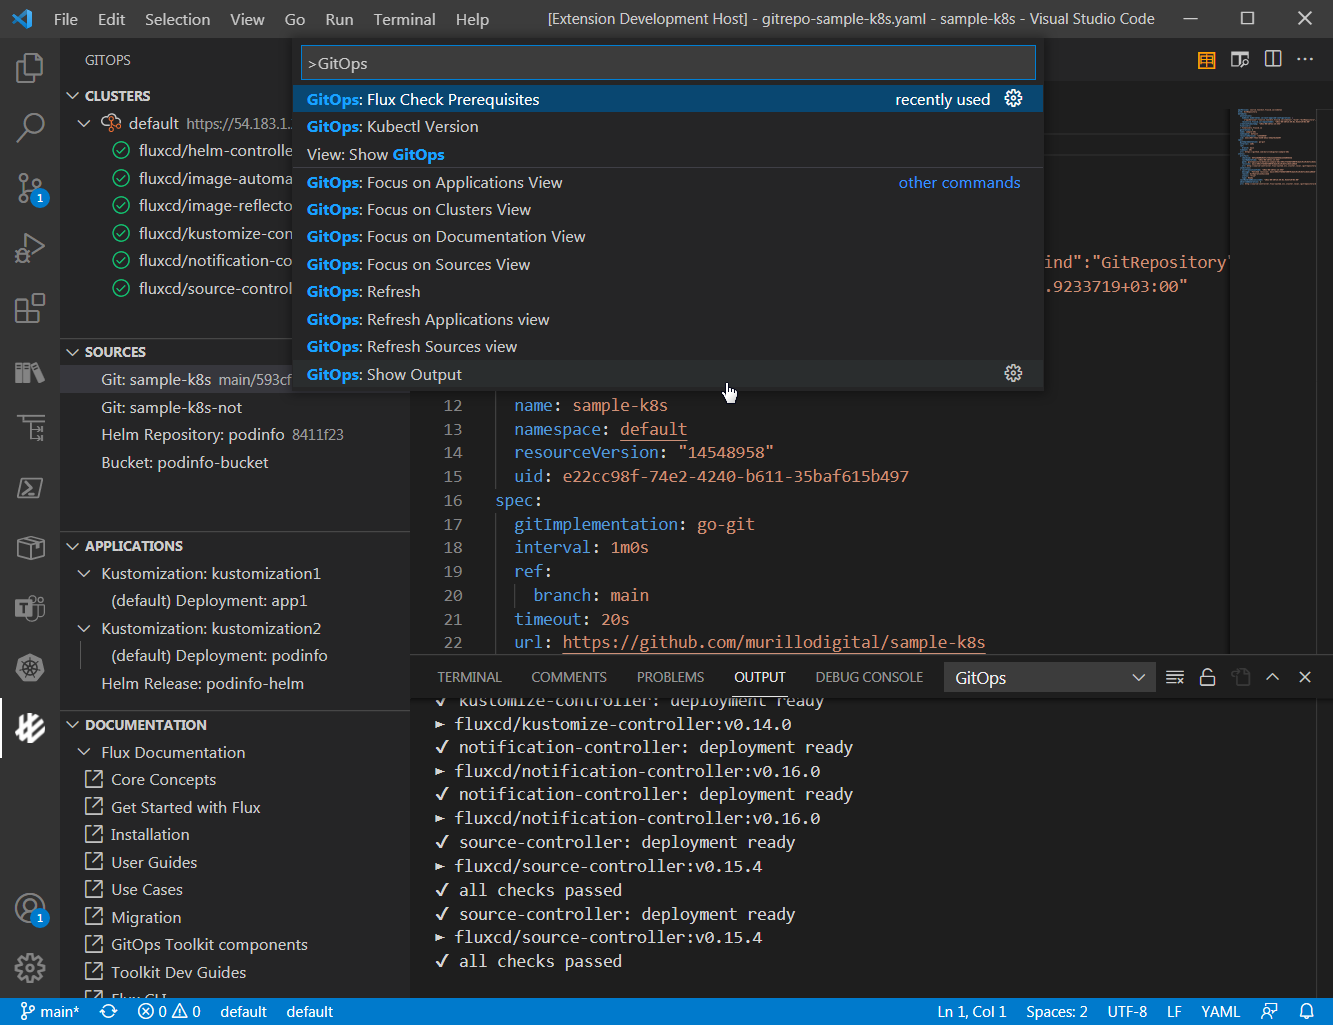 File Edit Selection View Go Run Terminal Help [Extension Development Host] - gitrepo-sample-k8s.yaml - sample-k8s - Visual Studio Code
GITOPS
>GitOps
GitOps: Flux Check Prerequisites recently used
GitOps: Kubectl Version
View: Show GitOps
GitOps: Focus on Applications View other commands
GitOps: Focus on Clusters View
GitOps: Focus on Documentation View
GitOps: Focus on Sources View
GitOps: Refresh
GitOps: Refresh Applications view
GitOps: Refresh Sources view
GitOps: Show Output
CLUSTERS
default https://54.183.1.
fluxcd/helm-controlle
fluxcd/image-automa
fluxcd/image-reflecto
fluxcd/kustomize-con
fluxcd/notification-co
fluxcd/source-control
SOURCES
Git: sample-k8s main/593cf
Git: sample-k8s-not
Helm Repository: podinfo 8411f23
Bucket: podinfo-bucket
APPLICATIONS
Kustomization: kustomization1
(default) Deployment: app1
Kustomization: kustomization2
(default) Deployment: podinfo
Helm Release: podinfo-helm
DOCUMENTATION
Flux Documentation
Core Concepts
Get Started with Flux
Installation
User Guides
Use Cases
Migration
GitOps Toolkit components
Toolkit Dev Guides
Flux CLI
1
1
ind":"GitRepository"
.9233719+03:00"
12 name: sample-k8s
13 namespace: default
14 resourceVersion: "14548958"
15 uid: e22cc98f-74e2-4240-b611-35baf615b497
16 spec:
17 gitImplementation: go-git
18 interval: 1m0s
19 ref:
20 branch: main
21 timeout: 20s
22 url: https://github.com/murillodigital/sample-k8s
TERMINAL COMMENTS PROBLEMS OUTPUT DEBUG CONSOLE GitOps
✔ kustomize-controller: deployment ready
► fluxcd/kustomize-controller:v0.14.0
✔ notification-controller: deployment ready
► fluxcd/notification-controller:v0.16.0
✔ notification-controller: deployment ready
► fluxcd/notification-controller:v0.16.0
✔ source-controller: deployment ready
► fluxcd/source-controller:v0.15.4
✔ all checks passed
✔ source-controller: deployment ready
► fluxcd/source-controller:v0.15.4
✔ all checks passed
main* 0 0 default default Ln 1, Col 1 Spaces: 2 UTF-8 LF YAML